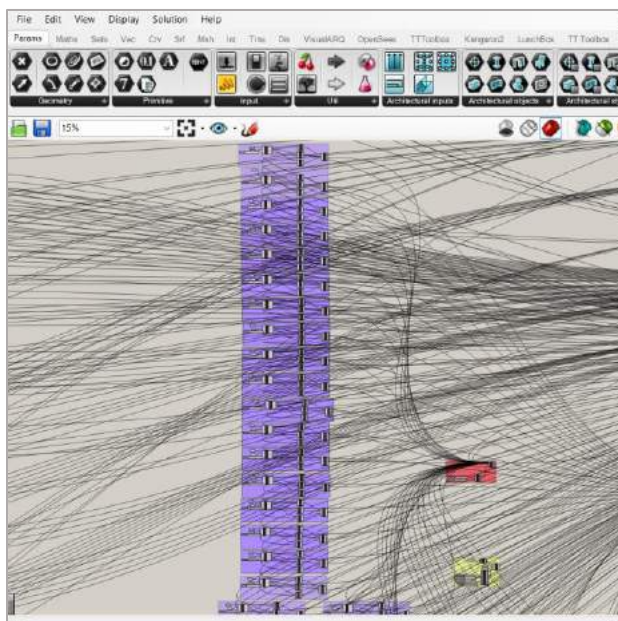 File Edit View Display Solution Help
Params Maths Sets Vec Crv Srf Msh Int Trns Dis VisualARQ OpenSees TTToolbox Kangaroo2 LunchBox TT Toolbox
Geometry Primitive Input Util Architectural inputs Architectural objects
15%